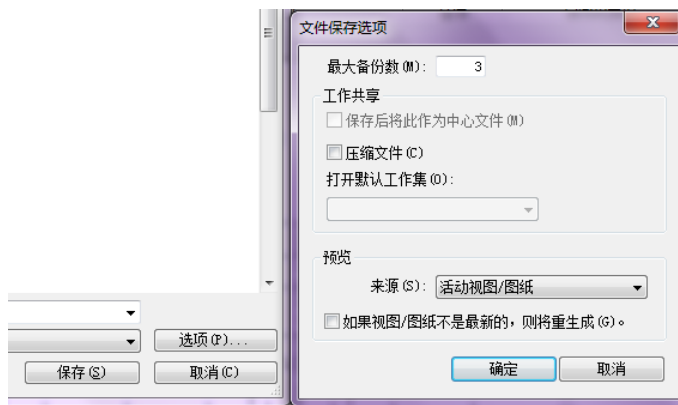 文件保存选项
最大备份数(M): 3
工作共享
保存后将此作为中心文件(M)
压缩文件(C)
打开默认工作集(O):
预览
来源(S): 活动视图/图纸
如果视图/图纸不是最新的，则将重生成(G)。
确定 取消
选项(P)...
保存(S) 取消(C)